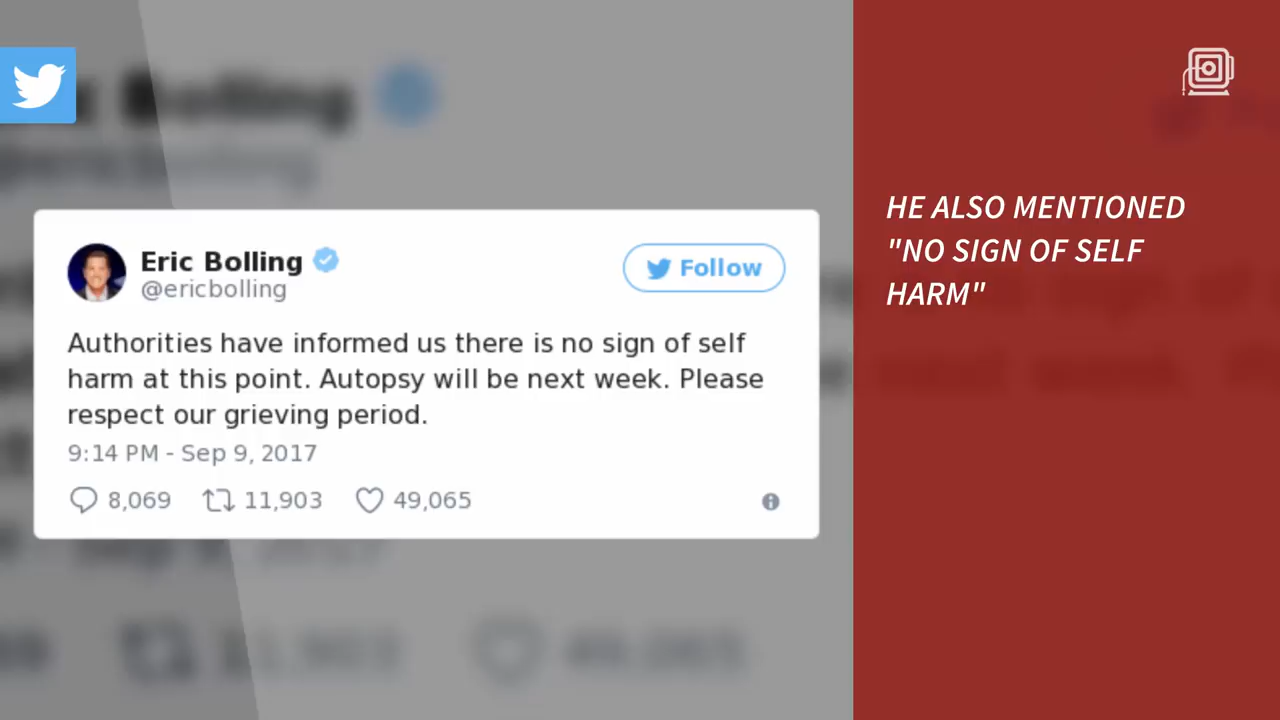 Eric Bolling
@ericbolling
Follow
Authorities have informed us there is no sign of self
harm at this point. Autopsy will be next week. Please
respect our grieving period.
9:14 PM - Sep 9, 2017
8,069 11,903 49,065
HE ALSO MENTIONED
"NO SIGN OF SELF
HARM"